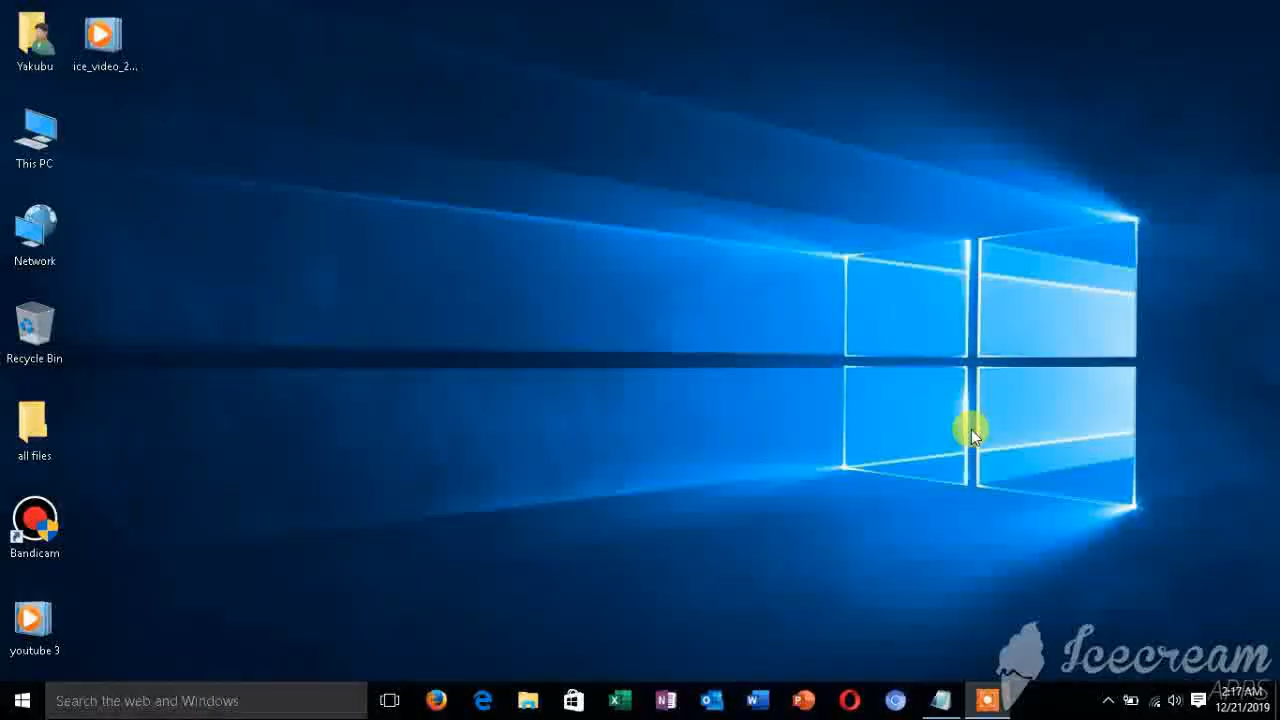 Yakubu
ice_video_2...
This PC
Network
Recycle Bin
all files
Bandicam
youtube 3
Icecream
APPS
Search the web and Windows
2:17 AM
12/21/2019